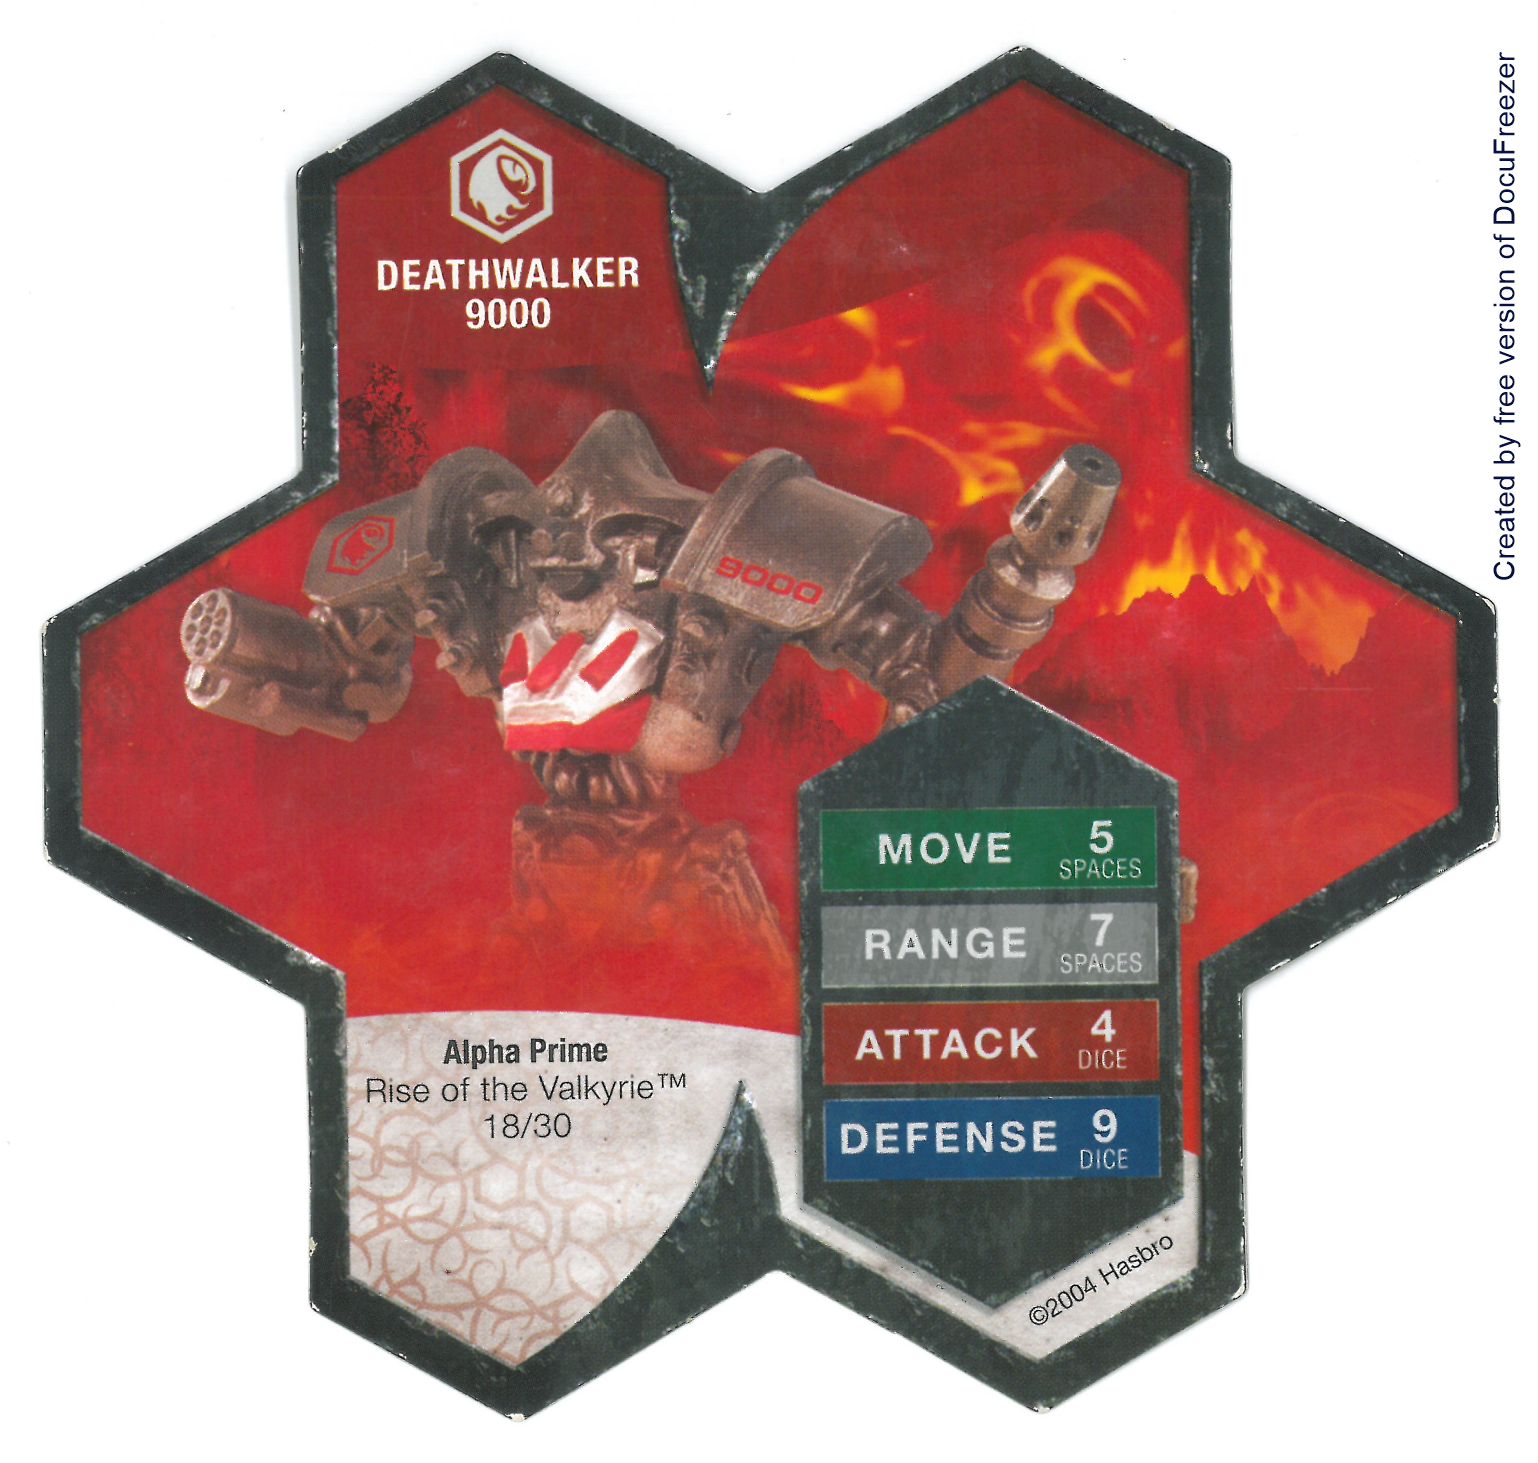 DEATHWALKER
9000
9000
MOVE 5
SPACES
RANGE 7
SPACES
ATTACK 4
DICE
DEFENSE 9
DICE
Alpha Prime
Rise of the Valkyrie™
18/30
©2004 Hasbro
Created by free version of DocuFreezer